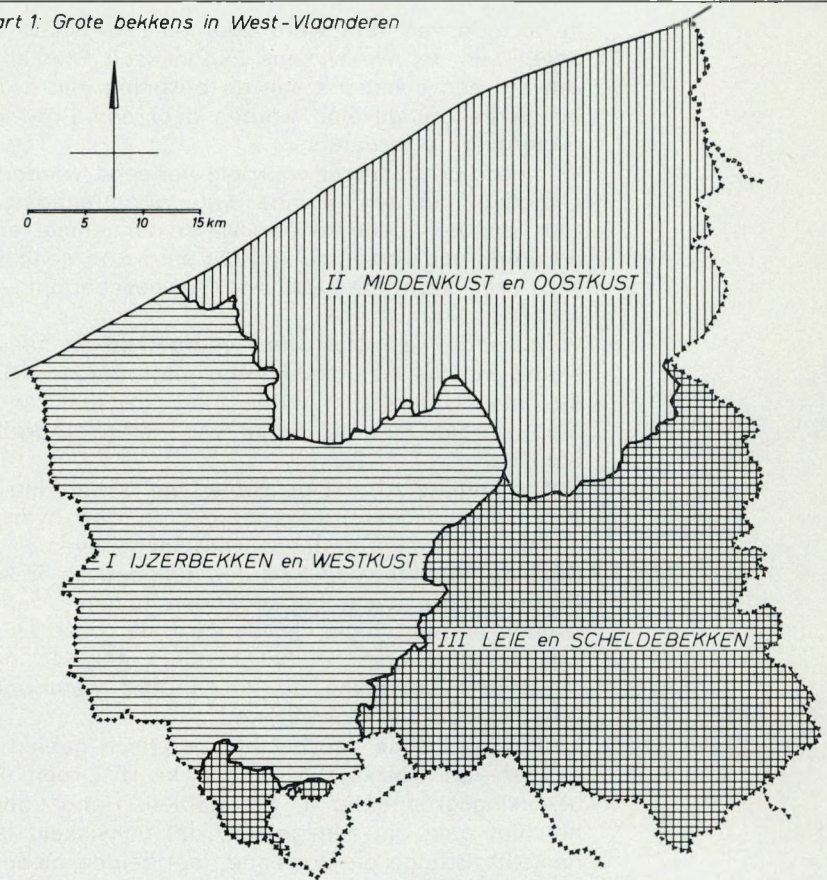 art 1: Grote bekkens in West-Vlaanderen
0 5 10 15 km
II MIDDENKUST en OOSTKUST
I IJZERBEKKEN en WESTKUST
III LEIE en SCHELDEBEKKEN